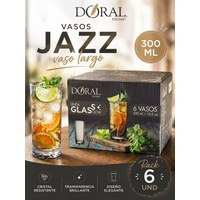 DORAL
VASOS
JAZZ
vaso largo
300
ML
DORAL
GLASS
6 VASOS
Pack
6
UND
CRISTAL
RESISTENTE
TRANSPARENCIA
BRILLANTE
DISEÑO
ELEGANTE